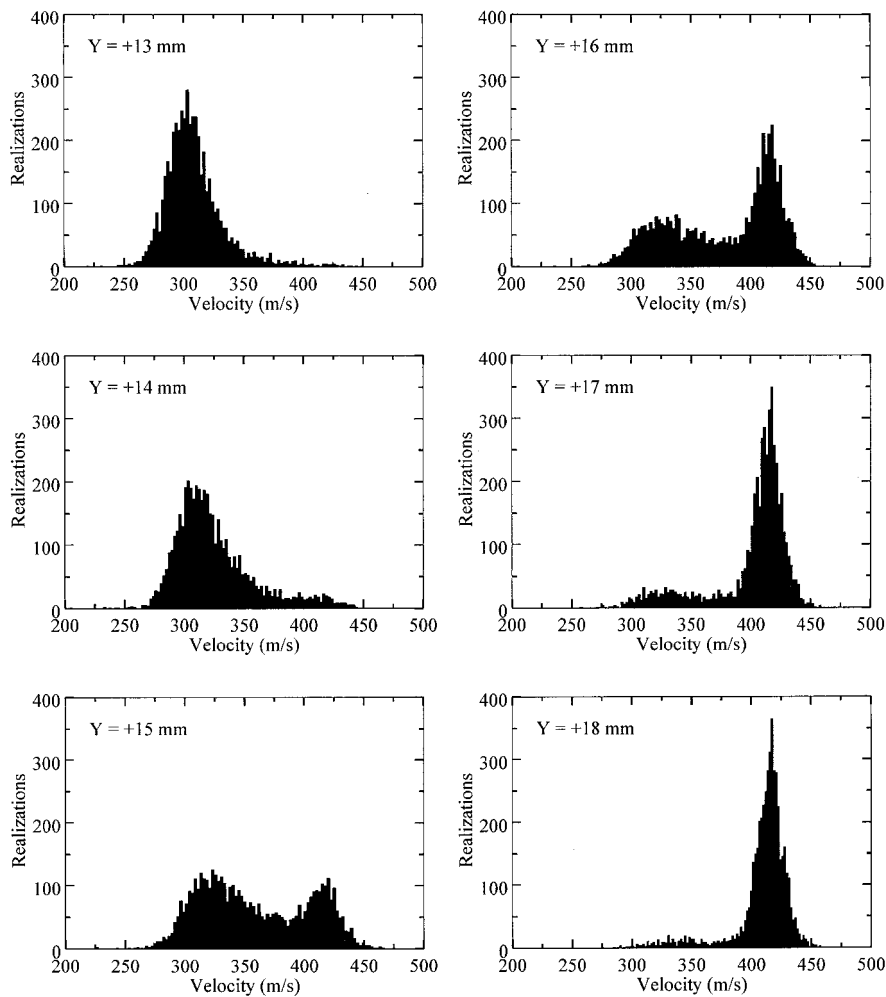 400
300
200
100
0
Realizations
Y = +13 mm
200 250 300 350 400 450 500
Velocity (m/s)
400
300
200
100
0
Realizations
Y = +16 mm
200 250 300 350 400 450 500
Velocity (m/s)
400
300
200
100
0
Realizations
Y = +14 mm
200 250 300 350 400 450 500
Velocity (m/s)
400
300
200
100
0
Realizations
Y = +17 mm
200 250 300 350 400 450 500
Velocity (m/s)
400
300
200
100
0
Realizations
Y = +15 mm
200 250 300 350 400 450 500
Velocity (m/s)
400
300
200
100
0
Realizations
Y = +18 mm
200 250 300 350 400 450 500
Velocity (m/s)